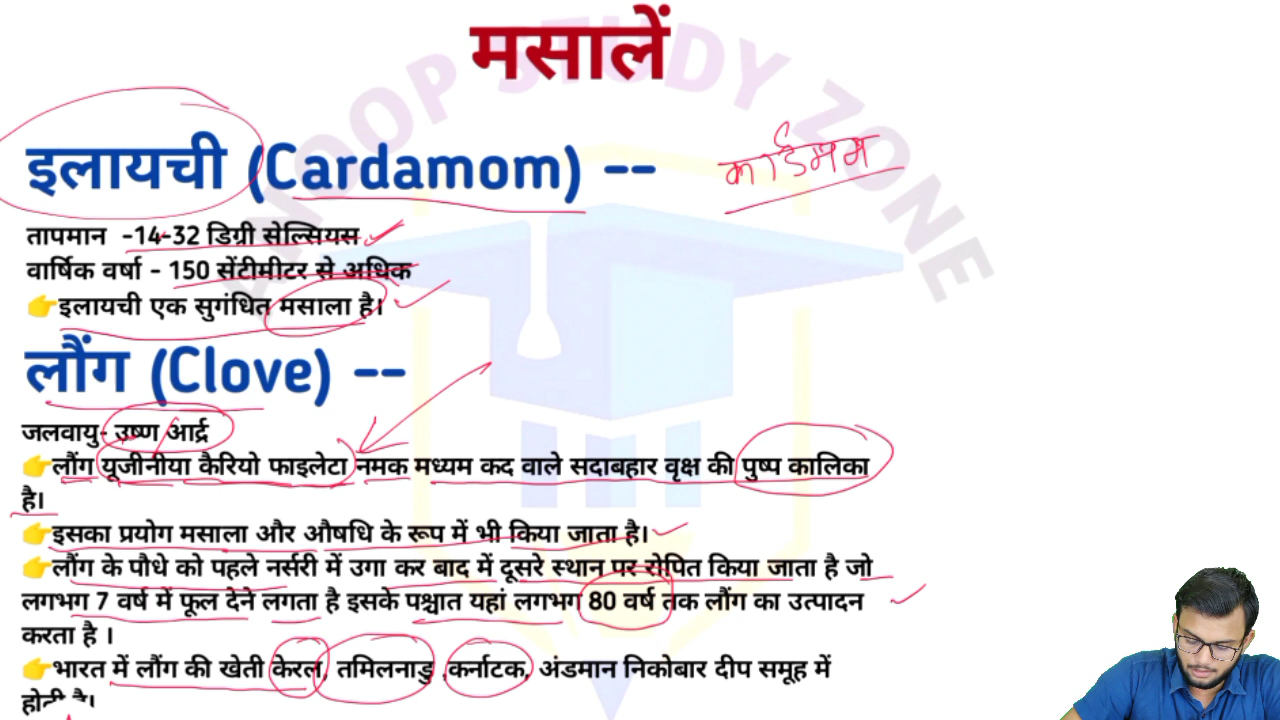 मसालें
ANOOP STUDY ZONE
इलायची (Cardamom) --
कार्डमम
तापमान -14-32 डिग्री सेल्सियस
वार्षिक वर्षा - 150 सेंटीमीटर से अधिक
👉इलायची एक सुगंधित मसाला है।
लौंग (Clove) --
जलवायु- उष्ण आर्द्र
👉लौंग यूजीनीया कैरियो फाइलेटा नमक मध्यम कद वाले सदाबहार वृक्ष की पुष्प कालिका
है।
👉इसका प्रयोग मसाला और औषधि के रूप में भी किया जाता है।
👉लौंग के पौधे को पहले नर्सरी में उगा कर बाद में दूसरे स्थान पर रोपित किया जाता है जो
लगभग 7 वर्ष में फूल देने लगता है इसके पश्चात यहां लगभग 80 वर्ष तक लौंग का उत्पादन
करता है ।
👉भारत में लौंग की खेती केरल, तमिलनाडु ,कर्नाटक, अंडमान निकोबार दीप समूह में
होती है।